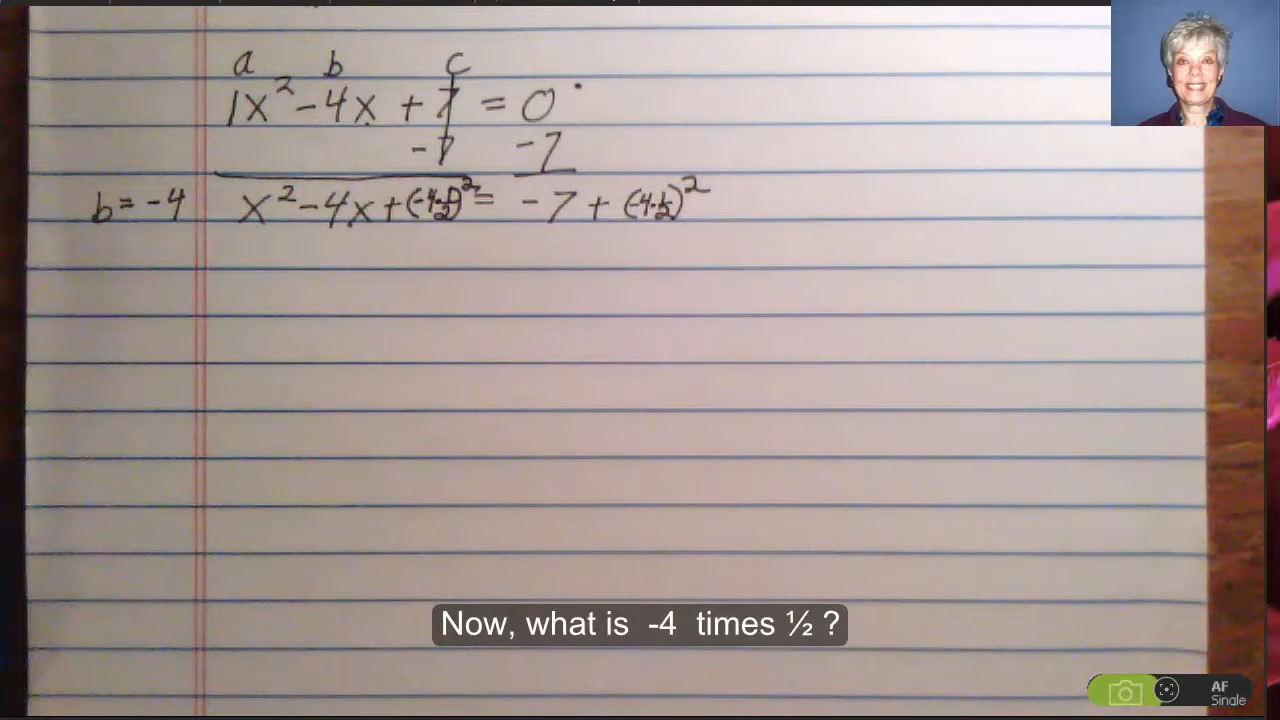 a b c
1x² - 4x + 7 = 0
-7 -7
b = -4 x² - 4x + (-4·½)² = -7 + (-4·½)²
Now, what is -4 times ½ ?
AF
Single